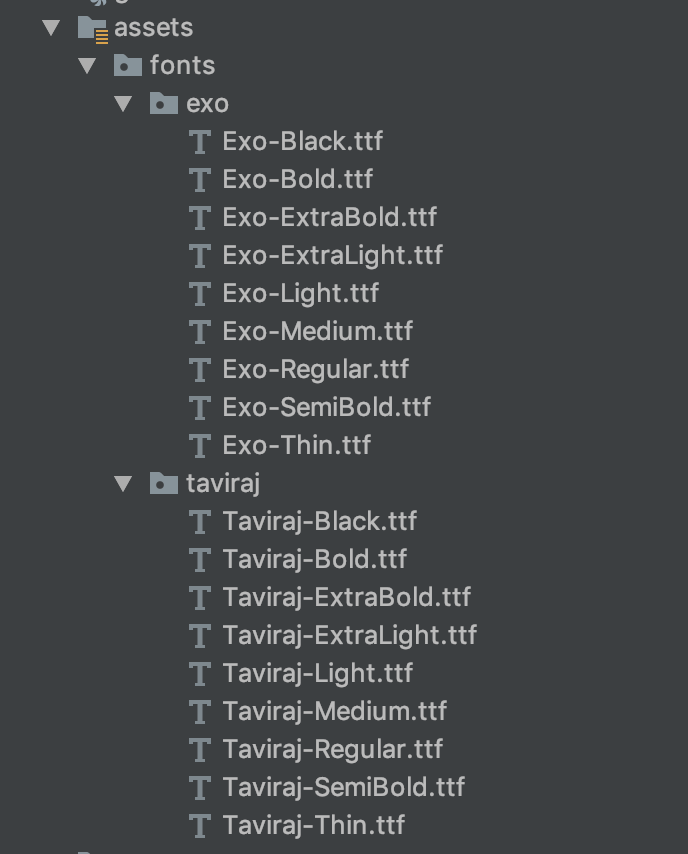 assets
fonts
exo
Exo-Black.ttf
Exo-Bold.ttf
Exo-ExtraBold.ttf
Exo-ExtraLight.ttf
Exo-Light.ttf
Exo-Medium.ttf
Exo-Regular.ttf
Exo-SemiBold.ttf
Exo-Thin.ttf
taviraj
Taviraj-Black.ttf
Taviraj-Bold.ttf
Taviraj-ExtraBold.ttf
Taviraj-ExtraLight.ttf
Taviraj-Light.ttf
Taviraj-Medium.ttf
Taviraj-Regular.ttf
Taviraj-SemiBold.ttf
Taviraj-Thin.ttf